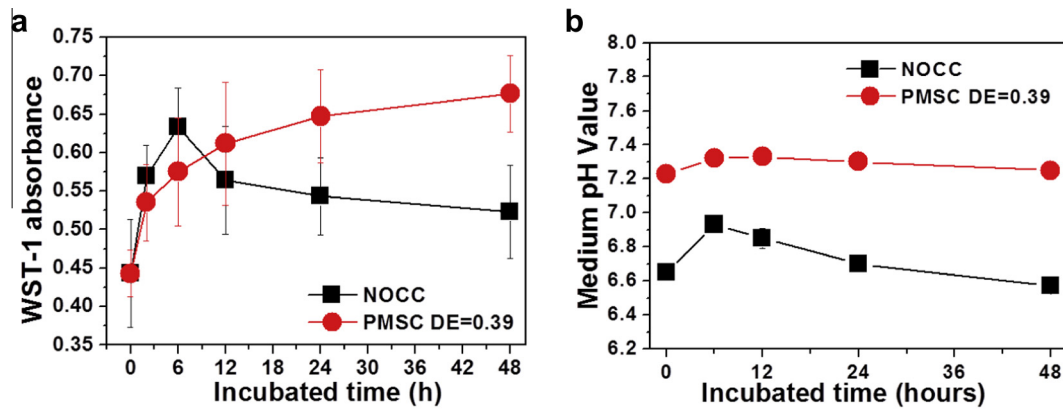 a
WST-1 absorbance
0.75
0.70
0.65
0.60
0.55
0.50
0.45
0.40
0.35
NOCC
PMSC DE=0.39
0 6 12 18 24 30 36 42 48
Incubated time (h)
b
Medium pH Value
8.0
7.8
7.6
7.4
7.2
7.0
6.8
6.6
6.4
6.2
NOCC
PMSC DE=0.39
0 12 24 36 48
Incubated time (hours)